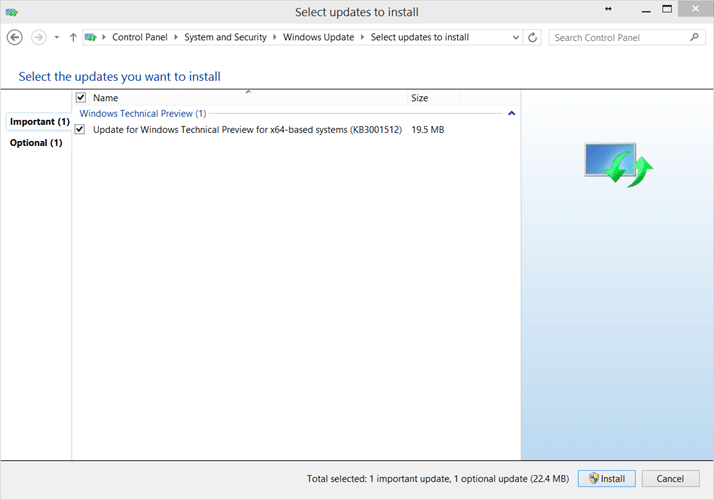 Select updates to install
Control Panel System and Security Windows Update Select updates to install Search Control Panel
Select the updates you want to install
Name Size
Important (1)
Windows Technical Preview (1)
Update for Windows Technical Preview for x64-based systems (KB3001512) 19.5 MB
Optional (1)
Total selected: 1 important update, 1 optional update (22.4 MB) Install Cancel